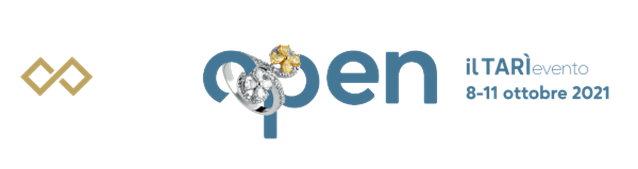 open
il TARÌ evento
8-11 ottobre 2021